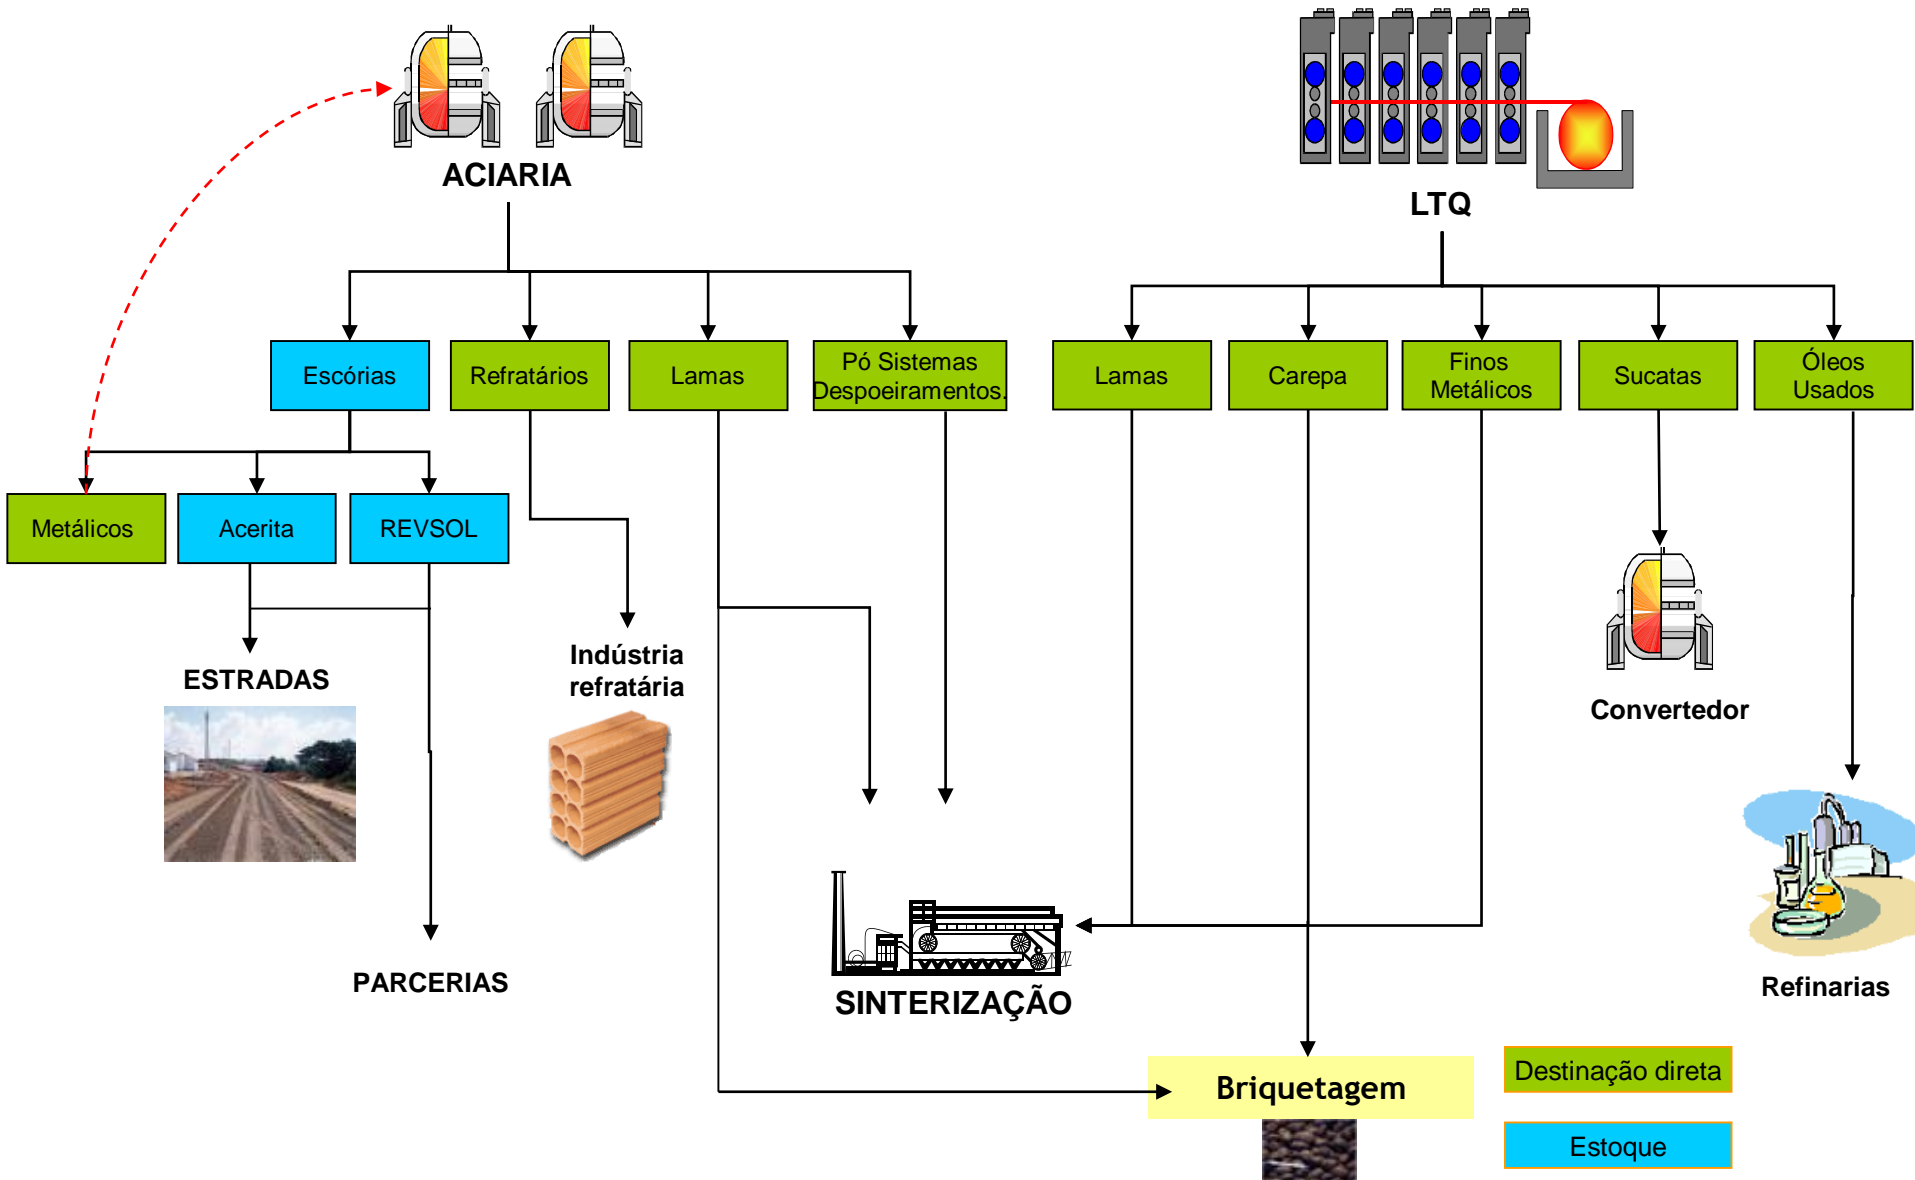 ACIARIA
LTQ
Escórias
Refratários
Lamas
Pó Sistemas
Despoeiramentos.
Lamas
Carepa
Finos
Metálicos
Sucatas
Óleos
Usados
Metálicos
Acerita
REVSOL
ESTRADAS
Indústria
refratária
Convertedor
PARCERIAS
SINTERIZAÇÃO
Refinarias
Briquetagem
Destinação direta
Estoque